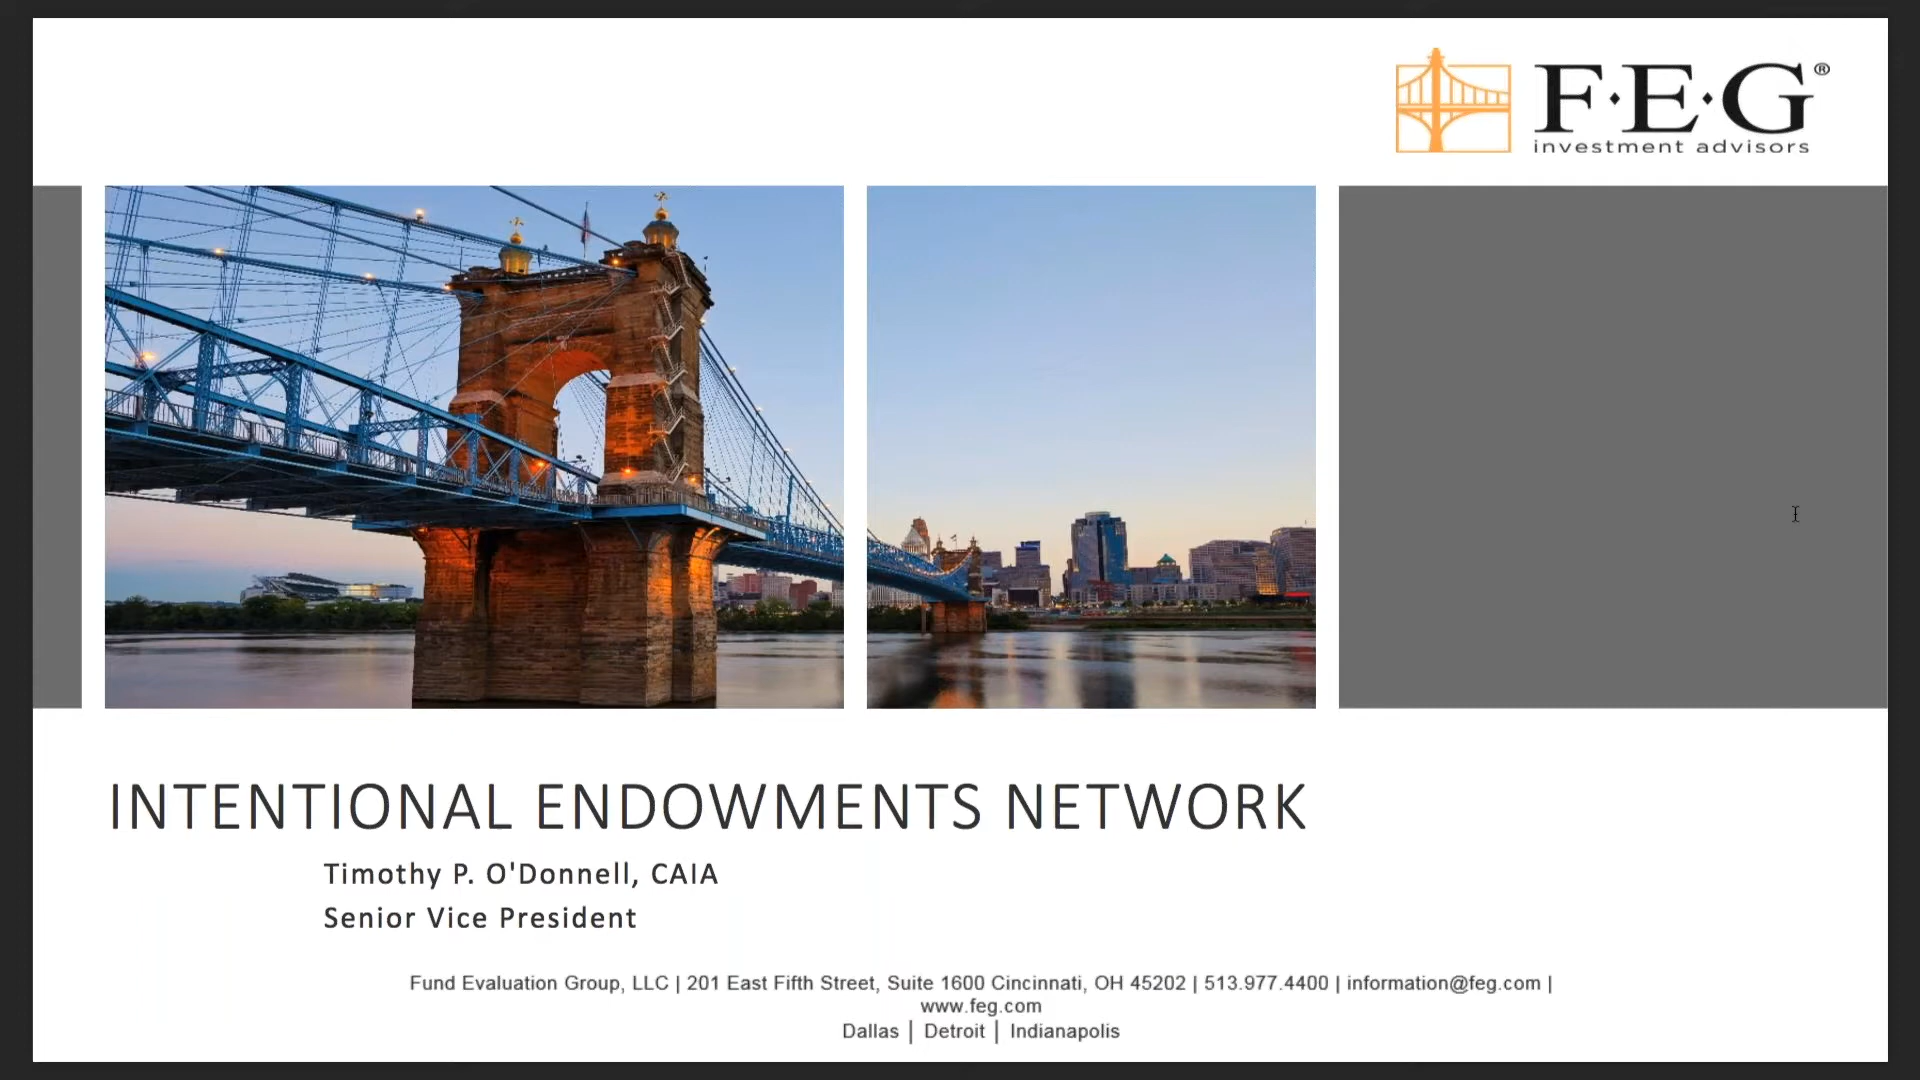 F·E·G®
investment advisors
INTENTIONAL ENDOWMENTS NETWORK
Timothy P. O'Donnell, CAIA
Senior Vice President
Fund Evaluation Group, LLC | 201 East Fifth Street, Suite 1600 Cincinnati, OH 45202 | 513.977.4400 | information@feg.com |
www.feg.com
Dallas | Detroit | Indianapolis